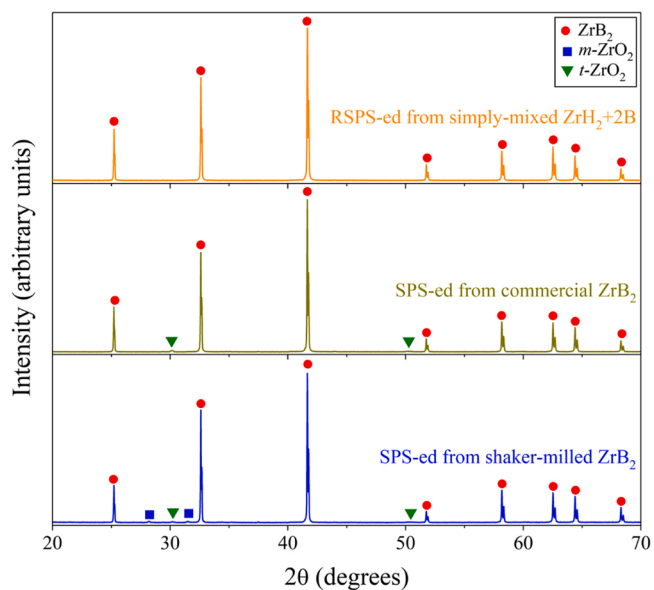 ZrB₂
m-ZrO₂
t-ZrO₂
RSPS-ed from simply-mixed ZrH₂+2B
SPS-ed from commercial ZrB₂
SPS-ed from shaker-milled ZrB₂
Intensity (arbitrary units)
20 30 40 50 60 70
2θ (degrees)